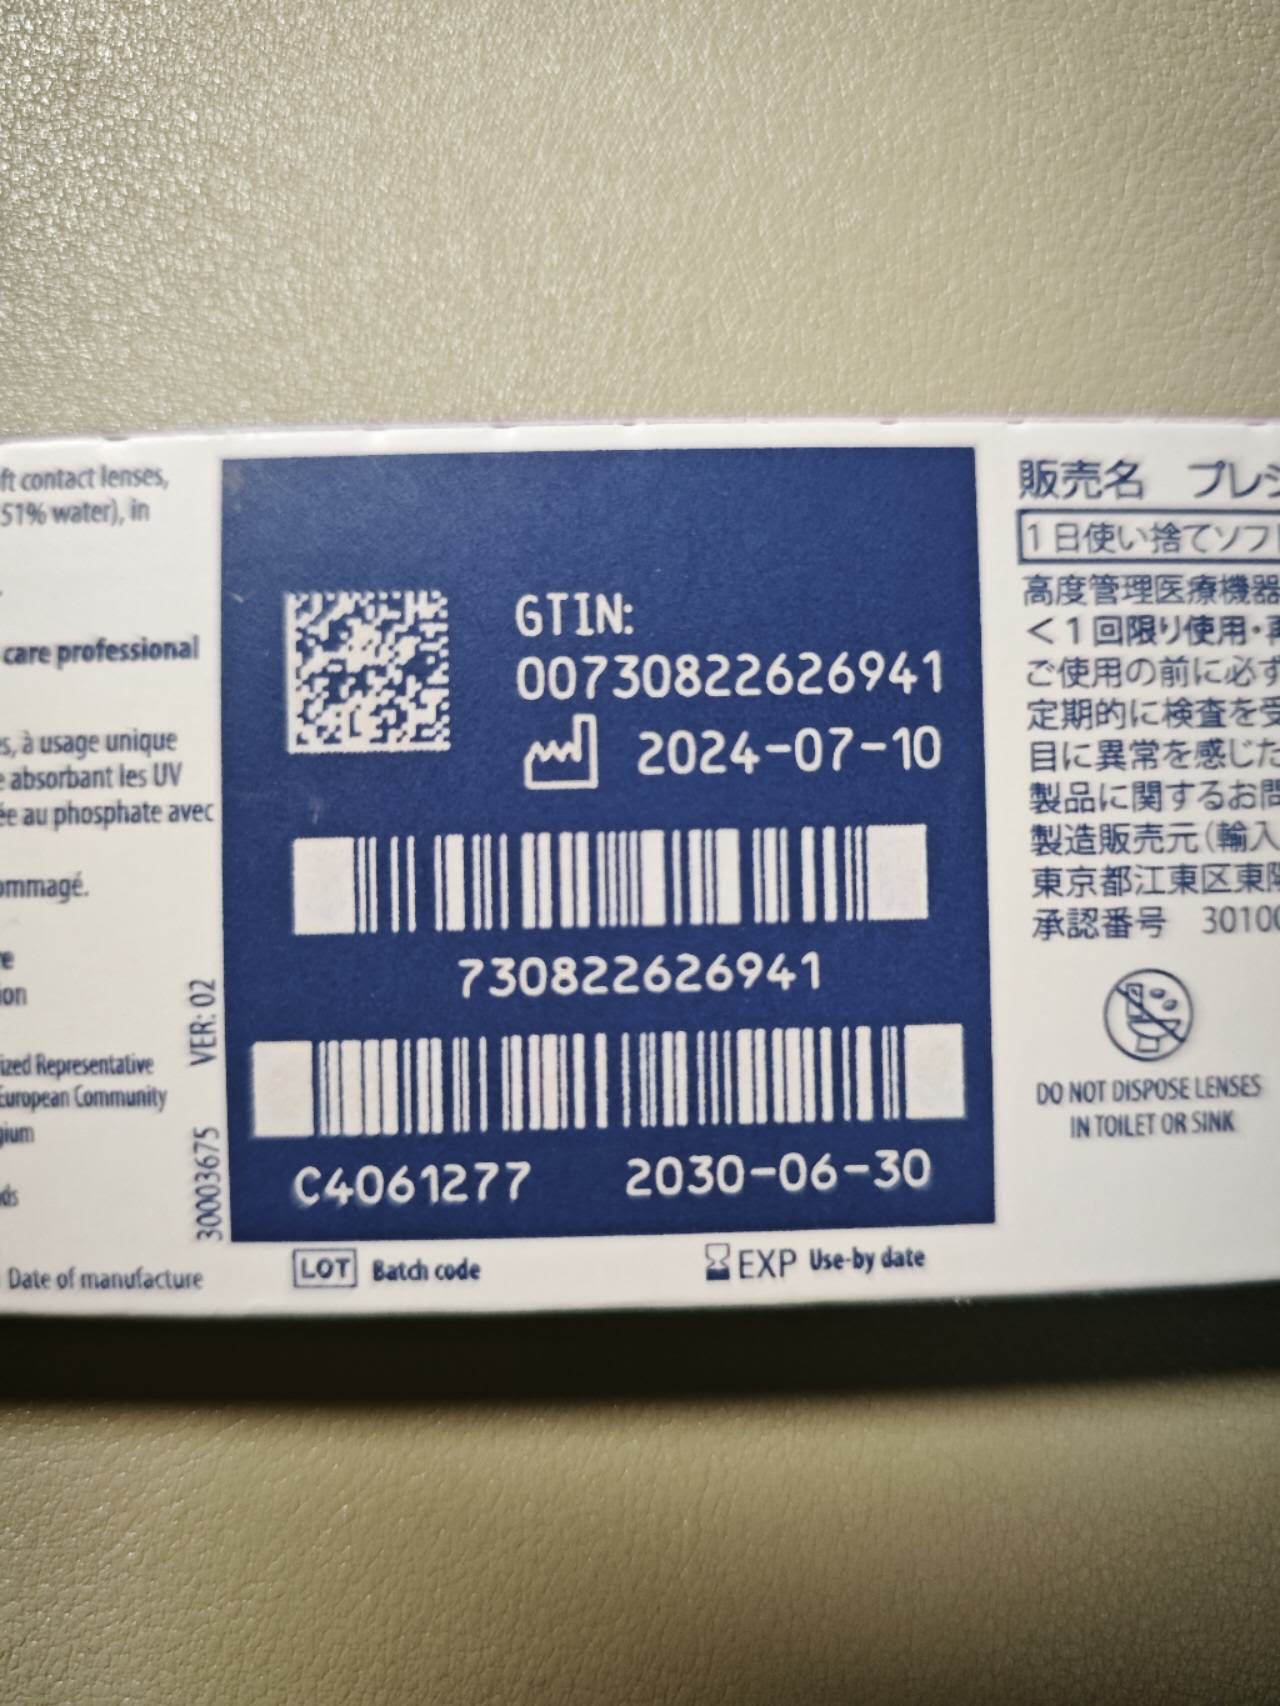 ft contact lenses,
51% water), in
care professional
s, à usage unique
absorbant les UV
ée au phosphate avec
ommagé.
ion
ized Representative
European Community
gium
Date of manufacture
30003675 VER: 02
GTIN:
00730822626941
2024-07-10
730822626941
C4061277 2030-06-30
LOT Batch code
EXP Use-by date
販売名 プレシ
1日使い捨てソフト
高度管理医療機器
<1回限り使用・再
ご使用の前に必ず
定期的に検査を受
目に異常を感じた
製品に関するお問
製造販売元(輸入
東京都江東区東陽
承認番号 30100
DO NOT DISPOSE LENSES
IN TOILET OR SINK